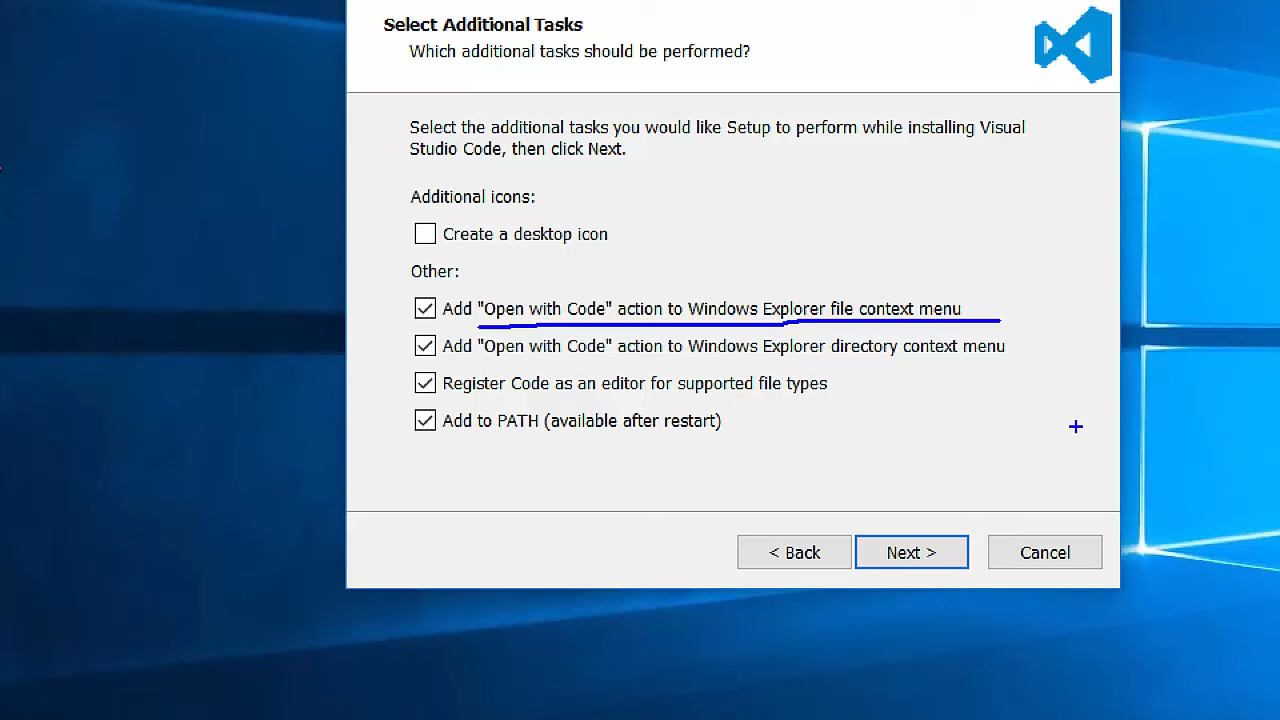 Select Additional Tasks
Which additional tasks should be performed?
Select the additional tasks you would like Setup to perform while installing Visual
Studio Code, then click Next.
Additional icons:
Create a desktop icon
Other:
Add "Open with Code" action to Windows Explorer file context menu
Add "Open with Code" action to Windows Explorer directory context menu
Register Code as an editor for supported file types
Add to PATH (available after restart)
< Back
Next >
Cancel